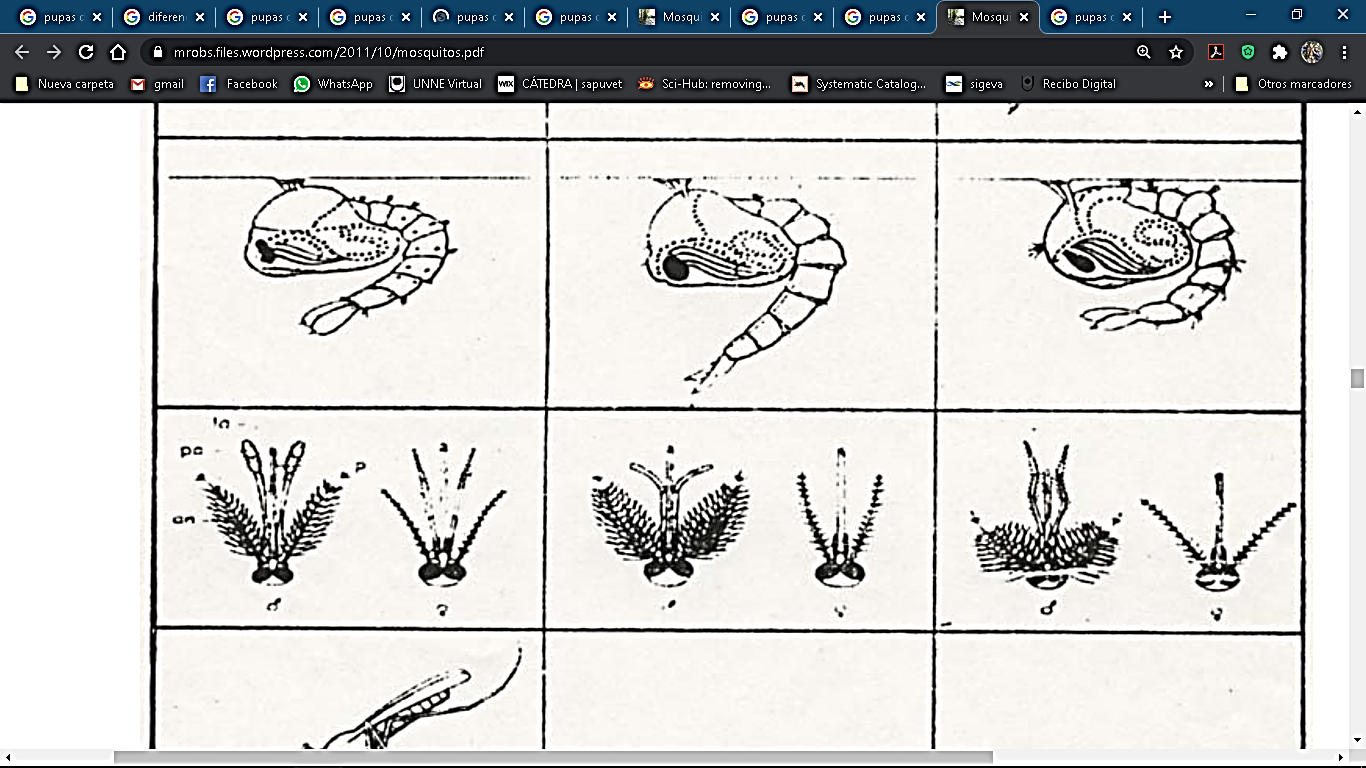 pupas c
diferen
pupas c
pupas c
pupas c
pupas c
Mosqui
pupas c
pupas c
Mosqui
pupas c
mrobs.files.wordpress.com/2011/10/mosquitos.pdf
Nueva carpeta
gmail
Facebook
WhatsApp
UNNE Virtual
WiX
CÁTEDRA | sapuvet
Sci-Hub: removing...
Systematic Catalog...
sigeva
Recibo Digital
»
Otros marcadores
pa
p
an
♂ ♀ ♀ ♂ ♀